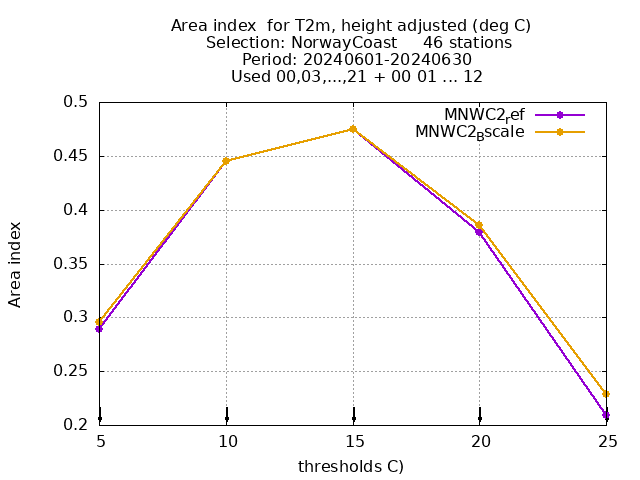 Area index  for T2m, height adjusted (deg C)
Selection: NorwayCoast     46 stations
Period: 20240601-20240630
Used 00,03,...,21 + 00 01 ... 12
MNWC2ref
MNWC2Bscale
0.5
0.45
0.4
0.35
0.3
0.25
0.2
Area index
5 10 15 20 25
thresholds C)